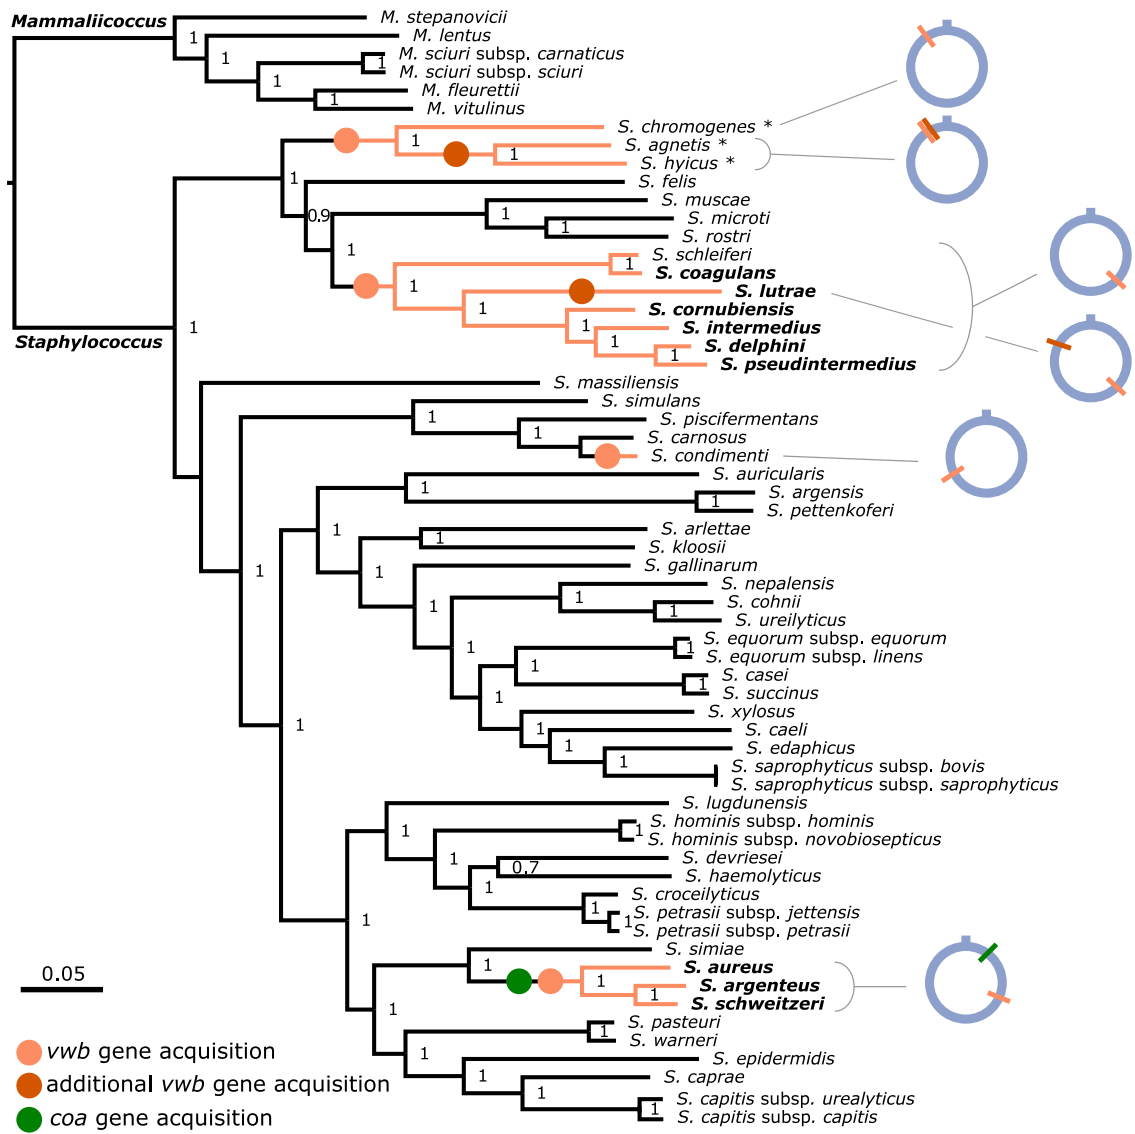 Mammaliicoccus
M. stepanovicii
1
M. lentus
1
M. sciuri subsp. carnaticus
1
M. sciuri subsp. sciuri
1
M. fleurettii
1
M. vitulinus
S. chromogenes *
1
S. agnetis *
1
S. hyicus *
1
S. felis
0.9
S. muscae
1
S. microti
1
S. rostri
1
S. schleiferi
1
S. coagulans
1
S. lutrae
1
S. cornubiensis
1
S. intermedius
S. delphini
1
S. pseudintermedius
Staphylococcus
1
S. massiliensis
S. simulans
1
S. piscifermentans
1
S. carnosus
S. condimenti
S. auricularis
1
S. argensis
1
S. pettenkoferi
1
S. arlettae
1
S. kloosii
1
1
S. gallinarum
1
S. nepalensis
1
S. cohnii
1
S. ureilyticus
1
S. equorum subsp. equorum
1
S. equorum subsp. linens
1
S. casei
1
S. succinus
1
S. xylosus
1
S. caeli
1
S. edaphicus
1
S. saprophyticus subsp. bovis
S. saprophyticus subsp. saprophyticus
1
S. lugdunensis
1
S. hominis subsp. hominis
1
S. hominis subsp. novobiosepticus
1
S. devriesei
0.7
S. haemolyticus
1
S. croceilyticus
1
S. petrasii subsp. jettensis
1
S. petrasii subsp. petrasii
1
S. simiae
1
S. aureus
1
S. argenteus
1
S. schweitzeri
1
S. pasteuri
1
S. warneri
1
S. epidermidis
1
S. caprae
1
S. capitis subsp. urealyticus
1
S. capitis subsp. capitis
0.05
vwb gene acquisition
additional vwb gene acquisition
coa gene acquisition